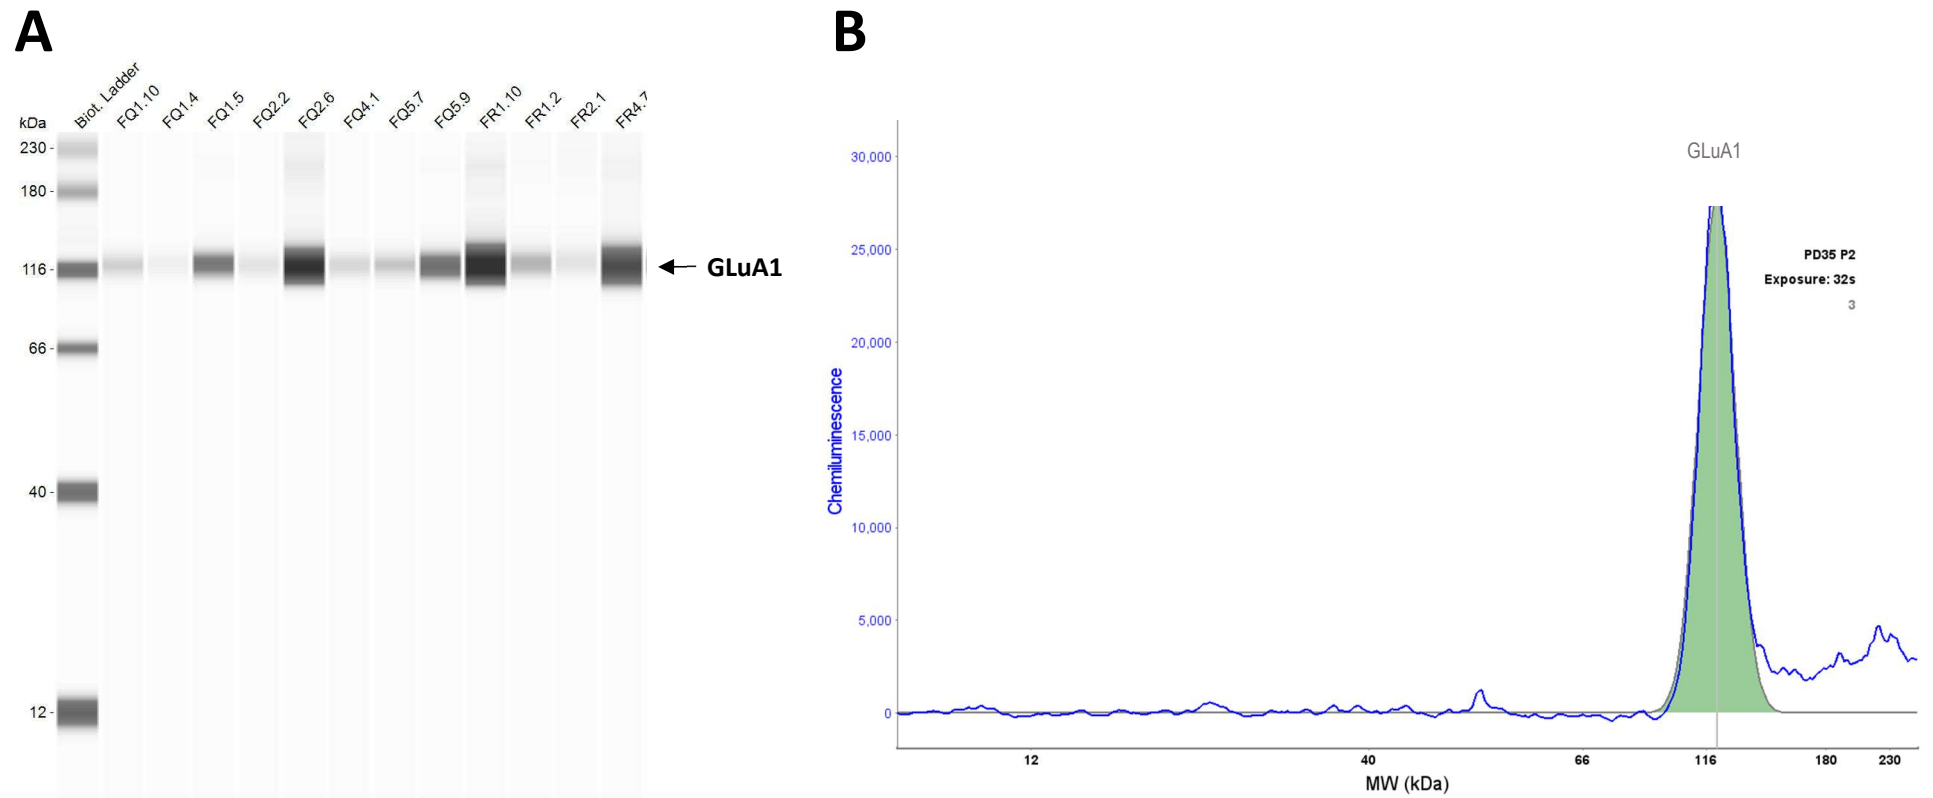 A
kDa
Biot. Ladder
FQ1.10
FQ1.4
FQ1.5
FQ2.2
FQ2.6
FQ4.1
FQ5.7
FQ5.9
FR1.10
FR1.2
FR2.1
FR4.7
230
180
116
66
40
12
GLuA1
B
GLuA1
PD35 P2
Exposure: 32s
3
Chemiluminescence
30,000
25,000
20,000
15,000
10,000
5,000
0
12 40 66 116 180 230
MW (kDa)